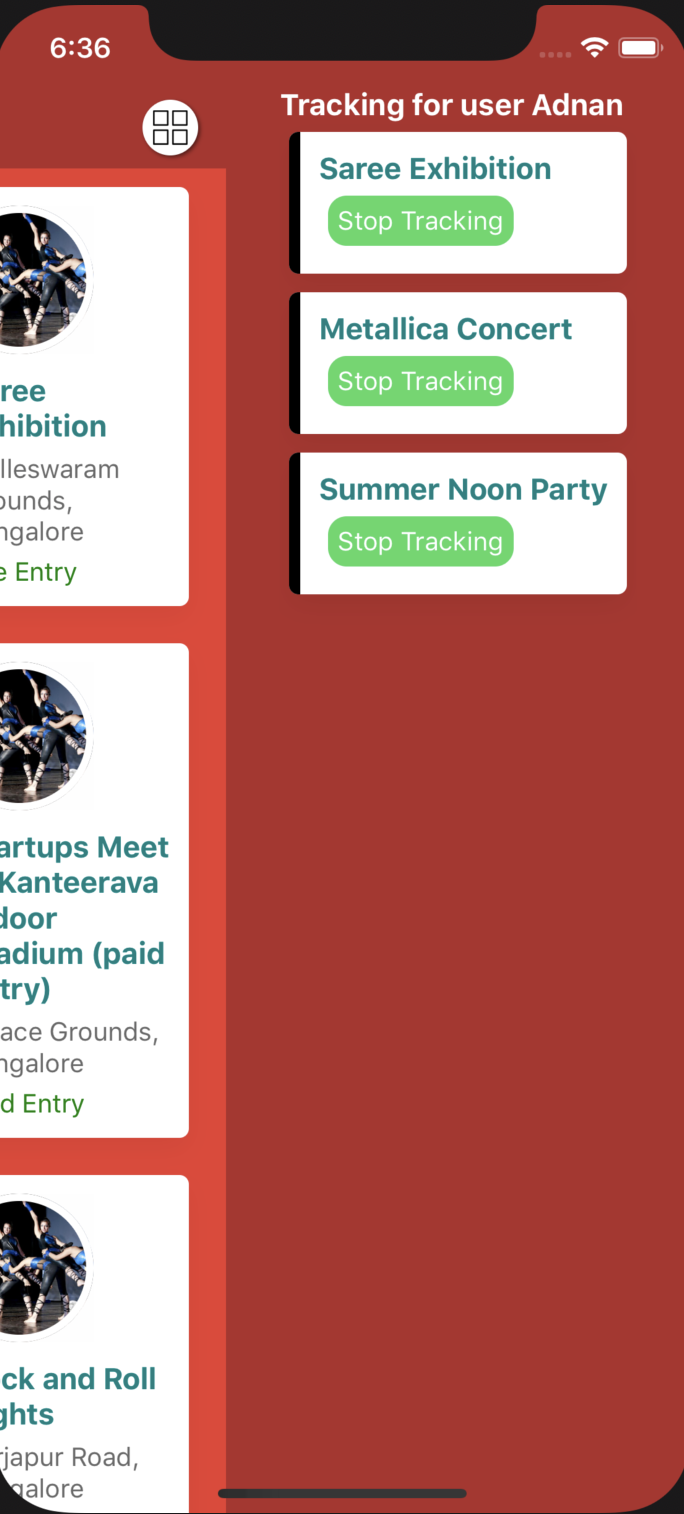 6:36
Tracking for user Adnan
Saree Exhibition
Stop Tracking
Metallica Concert
Stop Tracking
Summer Noon Party
Stop Tracking
ree
hibition
lleswaram
ounds,
ngalore
e Entry
artups Meet
Kanteerava
door
adium (paid
try)
ace Grounds,
ngalore
d Entry
ck and Roll
ghts
rjapur Road,
galore